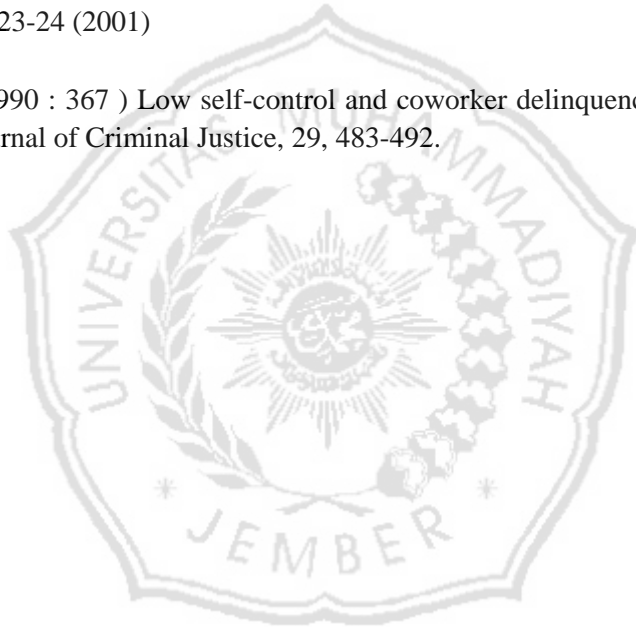 23-24 (2001)
990 : 367 ) Low self-control and coworker delinquenc
rnal of Criminal Justice, 29, 483-492.
UNIVERSITAS MUHAMMADIYAH
* JEMBER *